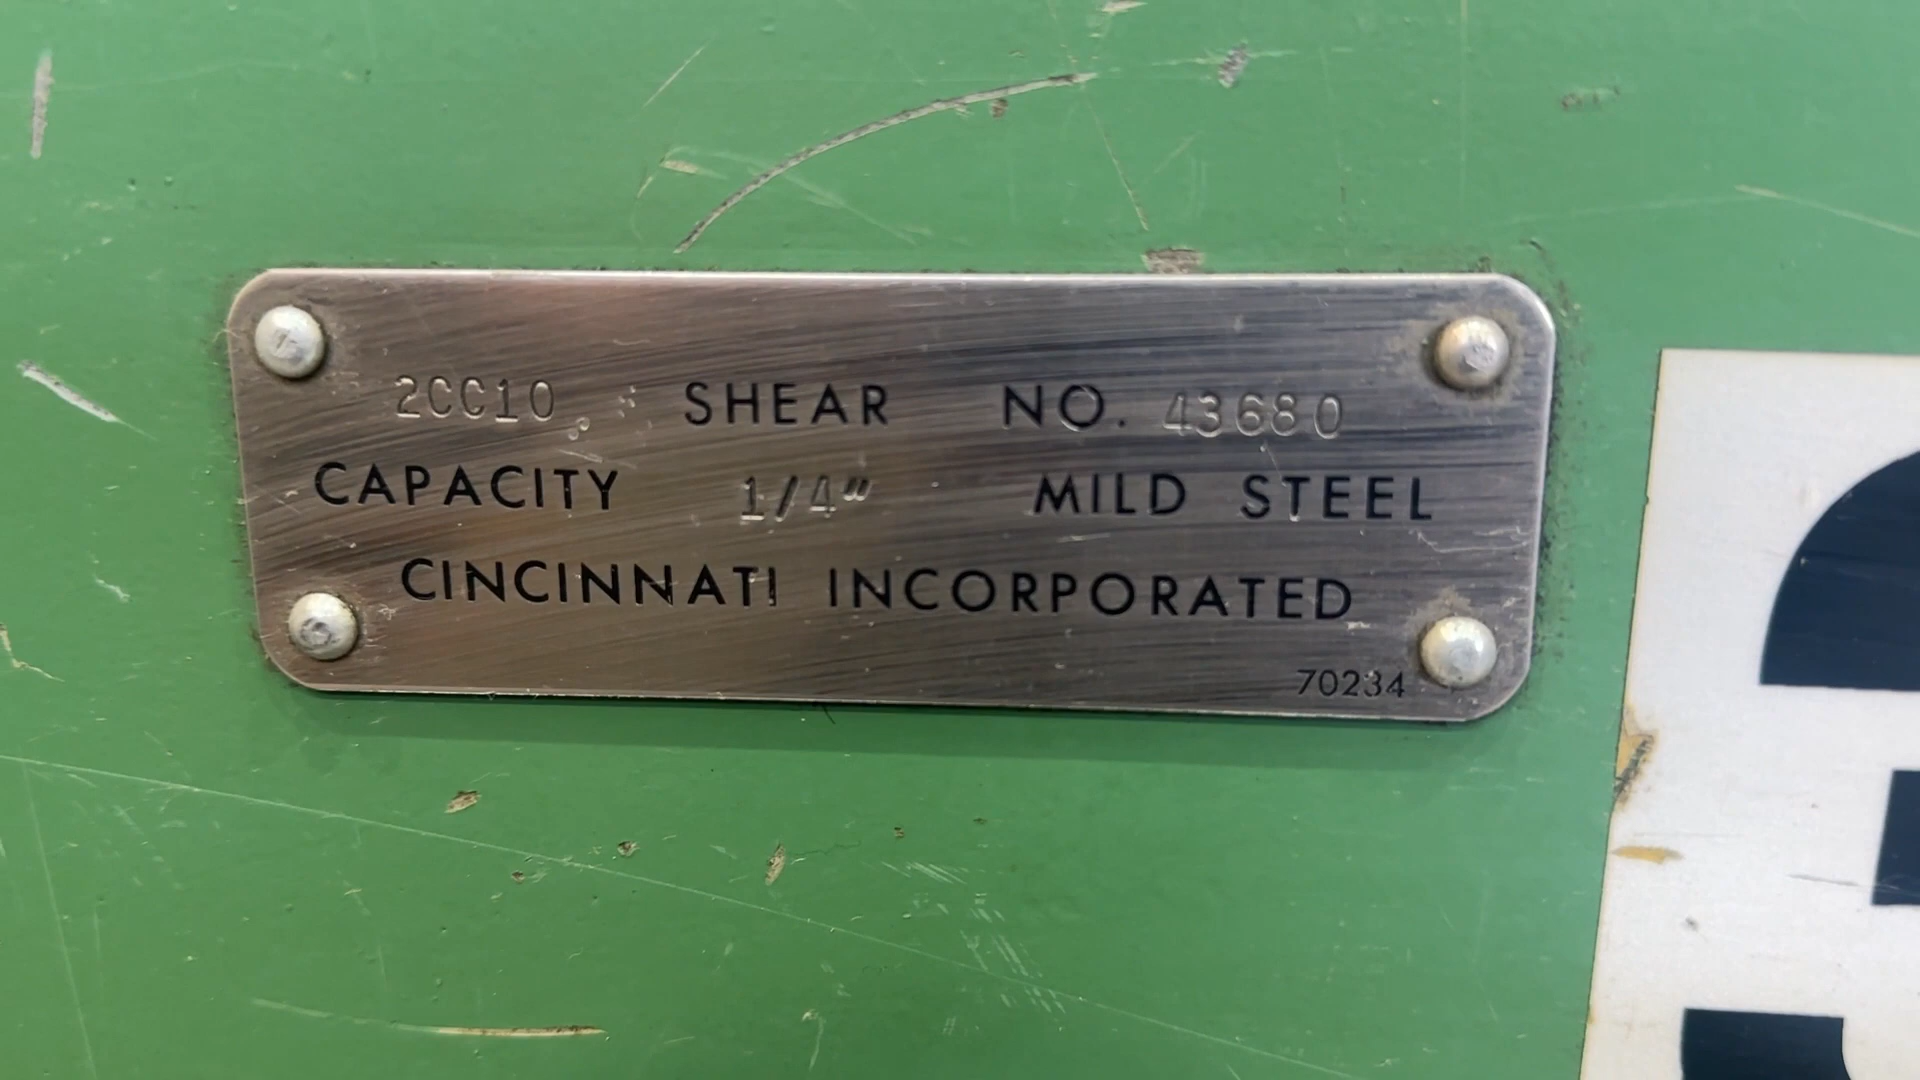 2CC10 SHEAR NO. 43680
CAPACITY 1/4" MILD STEEL
CINCINNATI INCORPORATED
70234